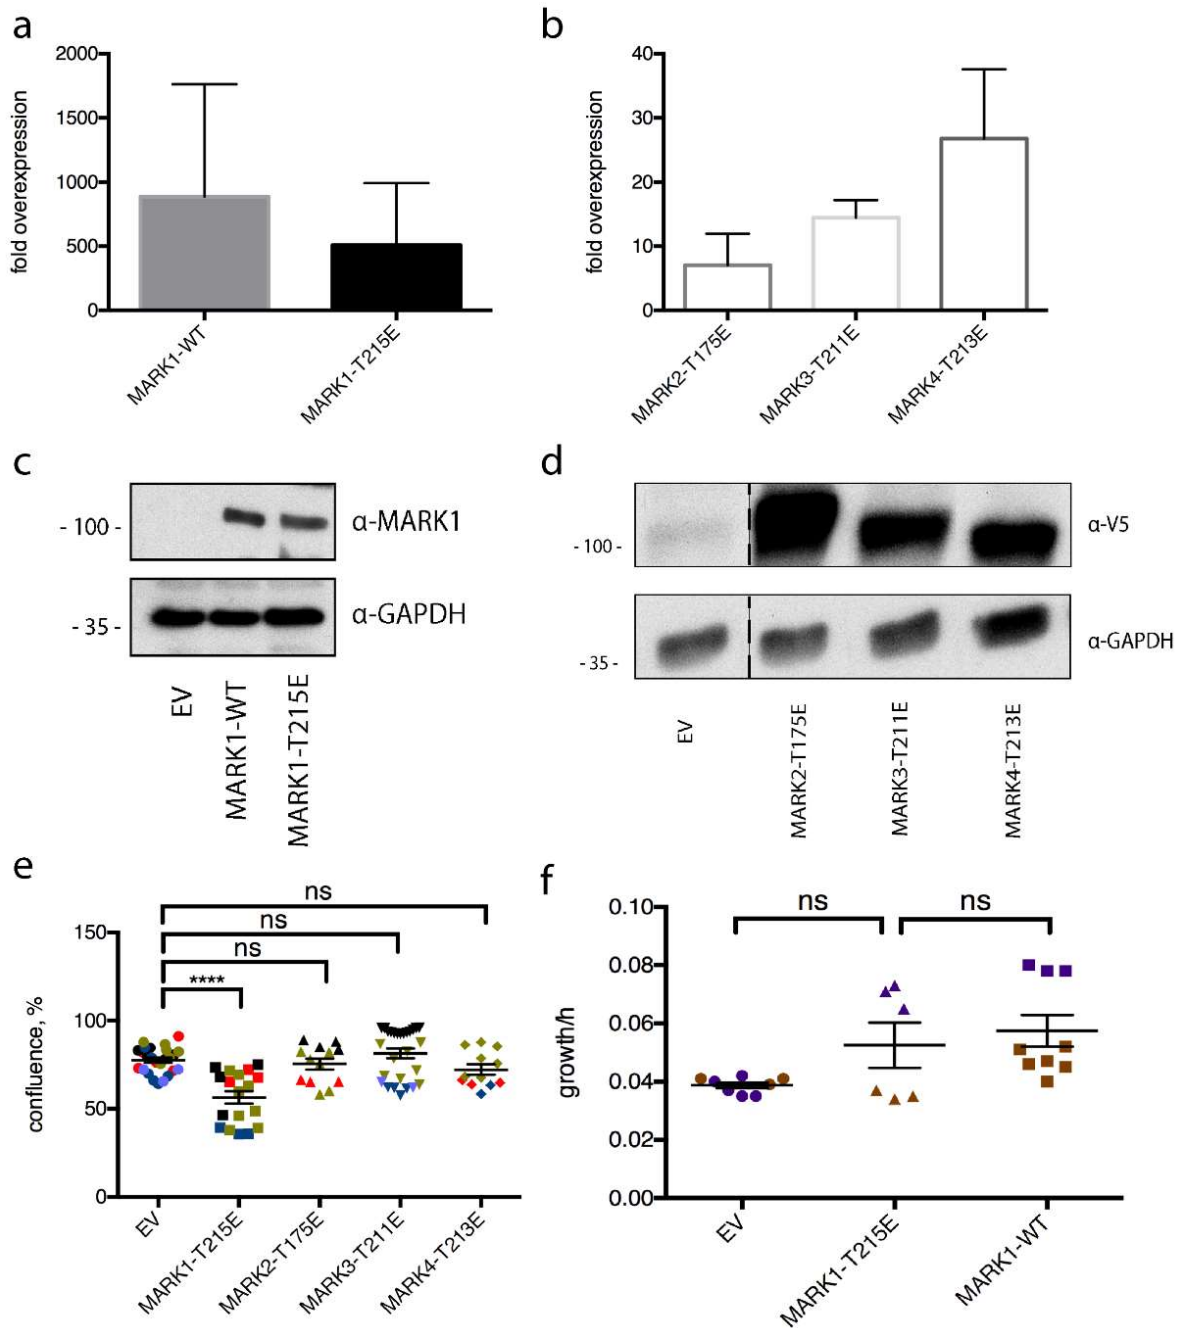 a
fold overexpression
2000
1500
1000
500
0
MARK1-WT
MARK1-T215E
b
fold overexpression
40
30
20
10
0
MARK2-T175E
MARK3-T211E
MARK4-T213E
c
- 100 -
α-MARK1
- 35 -
α-GAPDH
EV
MARK1-WT
MARK1-T215E
d
- 100 -
α-V5
- 35 -
α-GAPDH
EV
MARK2-T175E
MARK3-T211E
MARK4-T213E
e
ns
ns
ns
****
confluence, %
150
100
50
0
EV
MARK1-T215E
MARK2-T175E
MARK3-T211E
MARK4-T213E
f
ns
ns
growth/h
0.10
0.08
0.06
0.04
0.02
0.00
EV
MARK1-T215E
MARK1-WT